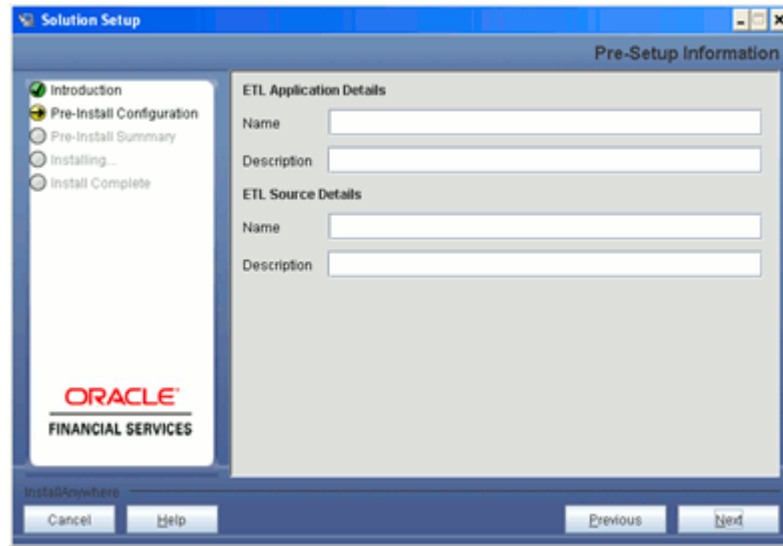 Solution Setup
Pre-Setup Information
Introduction
Pre-Install Configuration
Pre-Install Summary
Installing...
Install Complete
ORACLE
FINANCIAL SERVICES
ETL Application Details
Name
Description
ETL Source Details
Name
Description
InstallAnywhere
Cancel
Help
Previous
Next